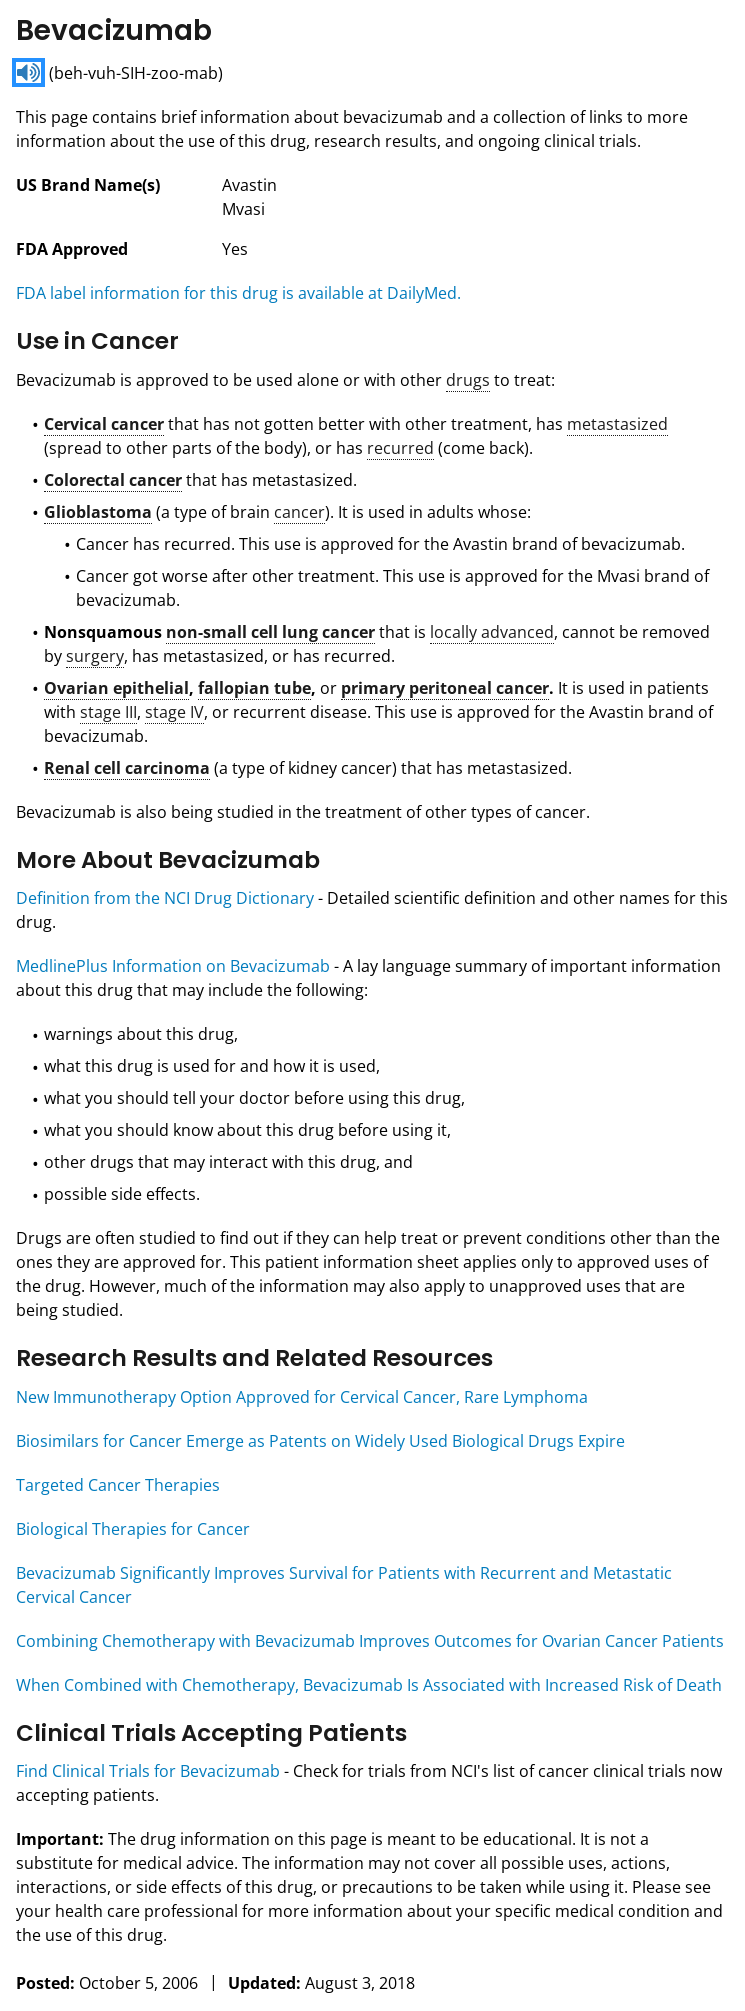 Bevacizumab
(beh-vuh-SIH-zoo-mab)
This page contains brief information about bevacizumab and a collection of links to more
information about the use of this drug, research results, and ongoing clinical trials.
US Brand Name(s) Avastin
Mvasi
FDA Approved Yes
FDA label information for this drug is available at DailyMed.
Use in Cancer
Bevacizumab is approved to be used alone or with other drugs to treat:
• Cervical cancer that has not gotten better with other treatment, has metastasized
(spread to other parts of the body), or has recurred (come back).
• Colorectal cancer that has metastasized.
• Glioblastoma (a type of brain cancer). It is used in adults whose:
• Cancer has recurred. This use is approved for the Avastin brand of bevacizumab.
• Cancer got worse after other treatment. This use is approved for the Mvasi brand of
bevacizumab.
• Nonsquamous non-small cell lung cancer that is locally advanced, cannot be removed
by surgery, has metastasized, or has recurred.
• Ovarian epithelial, fallopian tube, or primary peritoneal cancer. It is used in patients
with stage III, stage IV, or recurrent disease. This use is approved for the Avastin brand of
bevacizumab.
• Renal cell carcinoma (a type of kidney cancer) that has metastasized.
Bevacizumab is also being studied in the treatment of other types of cancer.
More About Bevacizumab
Definition from the NCI Drug Dictionary - Detailed scientific definition and other names for this
drug.
MedlinePlus Information on Bevacizumab - A lay language summary of important information
about this drug that may include the following:
• warnings about this drug,
• what this drug is used for and how it is used,
• what you should tell your doctor before using this drug,
• what you should know about this drug before using it,
• other drugs that may interact with this drug, and
• possible side effects.
Drugs are often studied to find out if they can help treat or prevent conditions other than the
ones they are approved for. This patient information sheet applies only to approved uses of
the drug. However, much of the information may also apply to unapproved uses that are
being studied.
Research Results and Related Resources
New Immunotherapy Option Approved for Cervical Cancer, Rare Lymphoma
Biosimilars for Cancer Emerge as Patents on Widely Used Biological Drugs Expire
Targeted Cancer Therapies
Biological Therapies for Cancer
Bevacizumab Significantly Improves Survival for Patients with Recurrent and Metastatic
Cervical Cancer
Combining Chemotherapy with Bevacizumab Improves Outcomes for Ovarian Cancer Patients
When Combined with Chemotherapy, Bevacizumab Is Associated with Increased Risk of Death
Clinical Trials Accepting Patients
Find Clinical Trials for Bevacizumab - Check for trials from NCI's list of cancer clinical trials now
accepting patients.
Important: The drug information on this page is meant to be educational. It is not a
substitute for medical advice. The information may not cover all possible uses, actions,
interactions, or side effects of this drug, or precautions to be taken while using it. Please see
your health care professional for more information about your specific medical condition and
the use of this drug.
Posted: October 5, 2006 | Updated: August 3, 2018